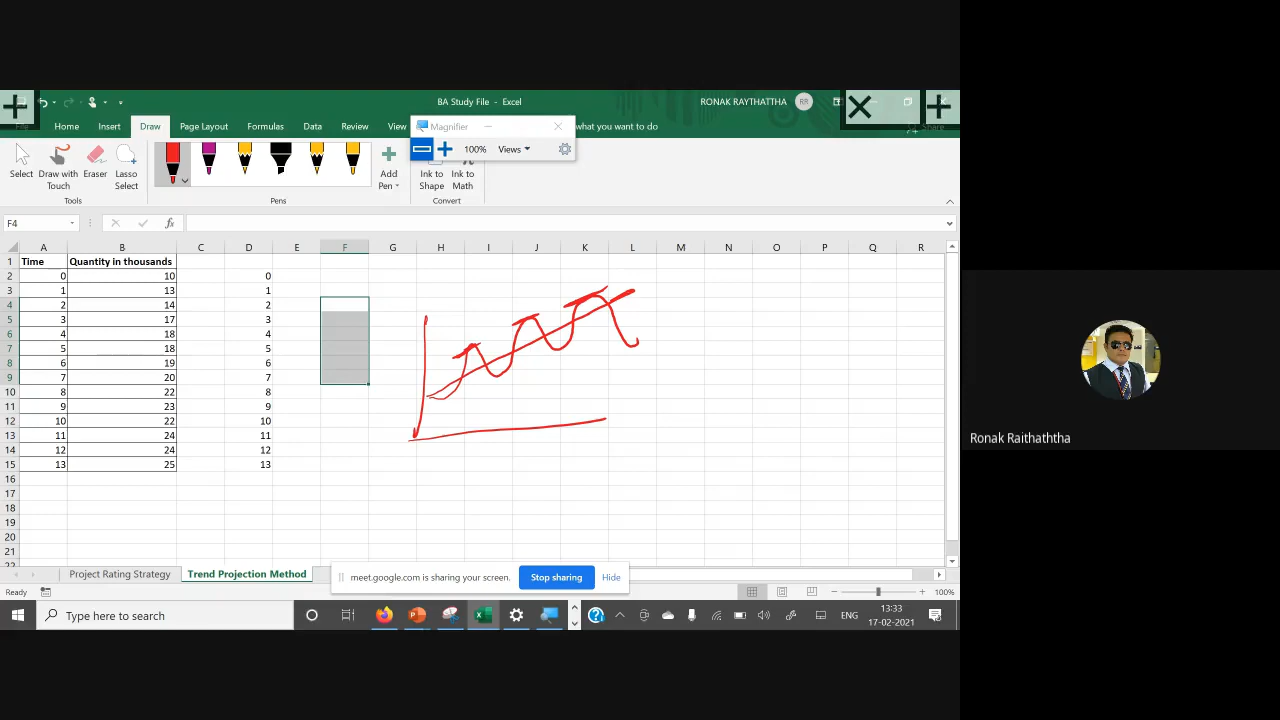 BA Study File - Excel
RONAK RAYTHATTHA RR
Home Insert Draw Page Layout Formulas Data Review View what you want to do
Magnifier
100% Views
Select Draw with Touch Eraser Lasso Select Add Pen Ink to Shape Ink to Math
Tools Pens Convert
F4 fx
A B C D E F G H I J K L M N O P Q R
1 Time Quantity in thousands
2 0 10 0
3 1 13 1
4 2 14 2
5 3 17 3
6 4 18 4
7 5 18 5
8 6 19 6
9 7 20 7
10 8 22 8
11 9 23 9
12 10 22 10
13 11 24 11
14 12 24 12
15 13 25 13
16
17
18
19
20
21
Project Rating Strategy Trend Projection Method
meet.google.com is sharing your screen. Stop sharing Hide
Ready 100%
Type here to search ENG 13:33
17-02-2021
Ronak Raithaththa